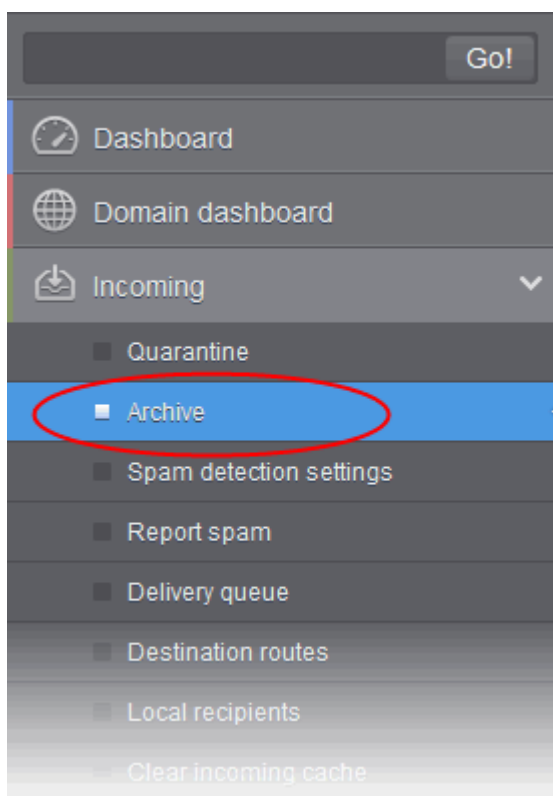 Go!
Dashboard
Domain dashboard
Incoming
Quarantine
Archive
Spam detection settings
Report spam
Delivery queue
Destination routes
Local recipients
Clear incoming cache